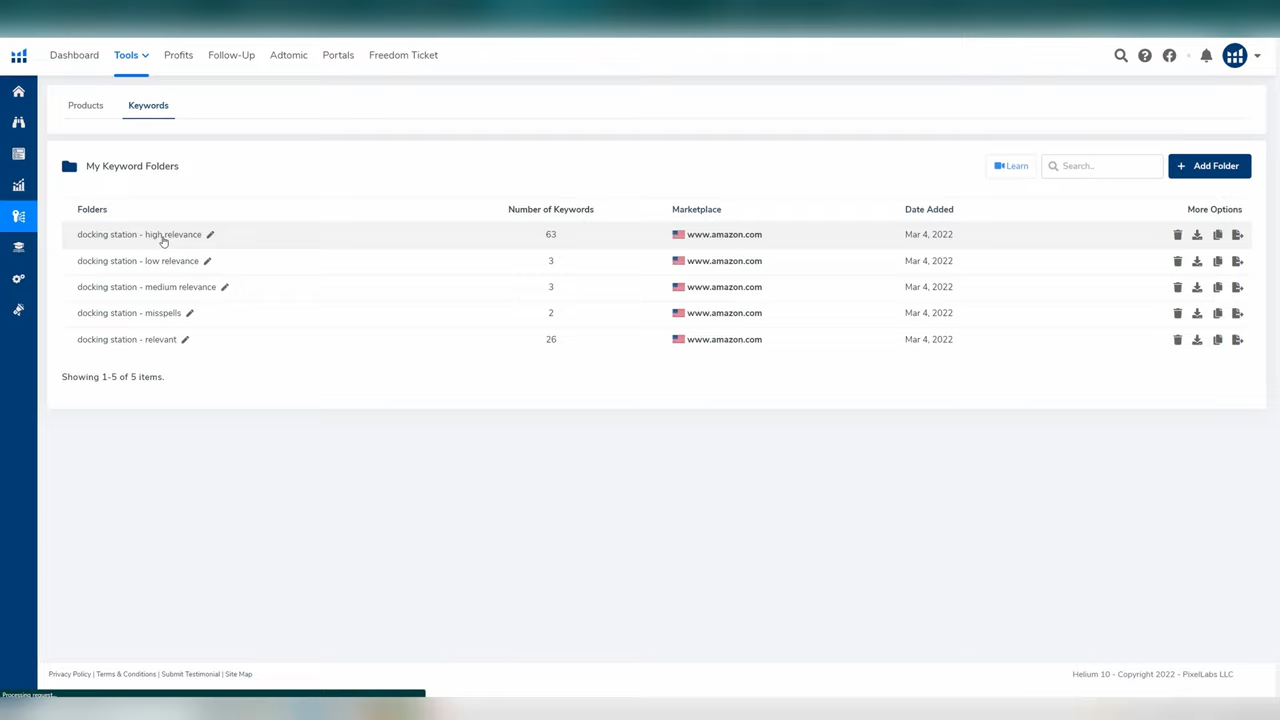 Dashboard Tools Profits Follow-Up Adtomic Portals Freedom Ticket
Products Keywords
My Keyword Folders Learn Search.. + Add Folder
Folders Number of Keywords Marketplace Date Added More Options
docking station - high relevance 63 www.amazon.com Mar 4, 2022
docking station - low relevance 3 www.amazon.com Mar 4, 2022
docking station - medium relevance 3 www.amazon.com Mar 4, 2022
docking station - misspells 2 www.amazon.com Mar 4, 2022
docking station - relevant 26 www.amazon.com Mar 4, 2022
Showing 1-5 of 5 items.
Privacy Policy | Terms & Conditions | Submit Testimonial | Site Map Helium 10 - Copyright 2022 - PixelLabs LLC
Processing request...